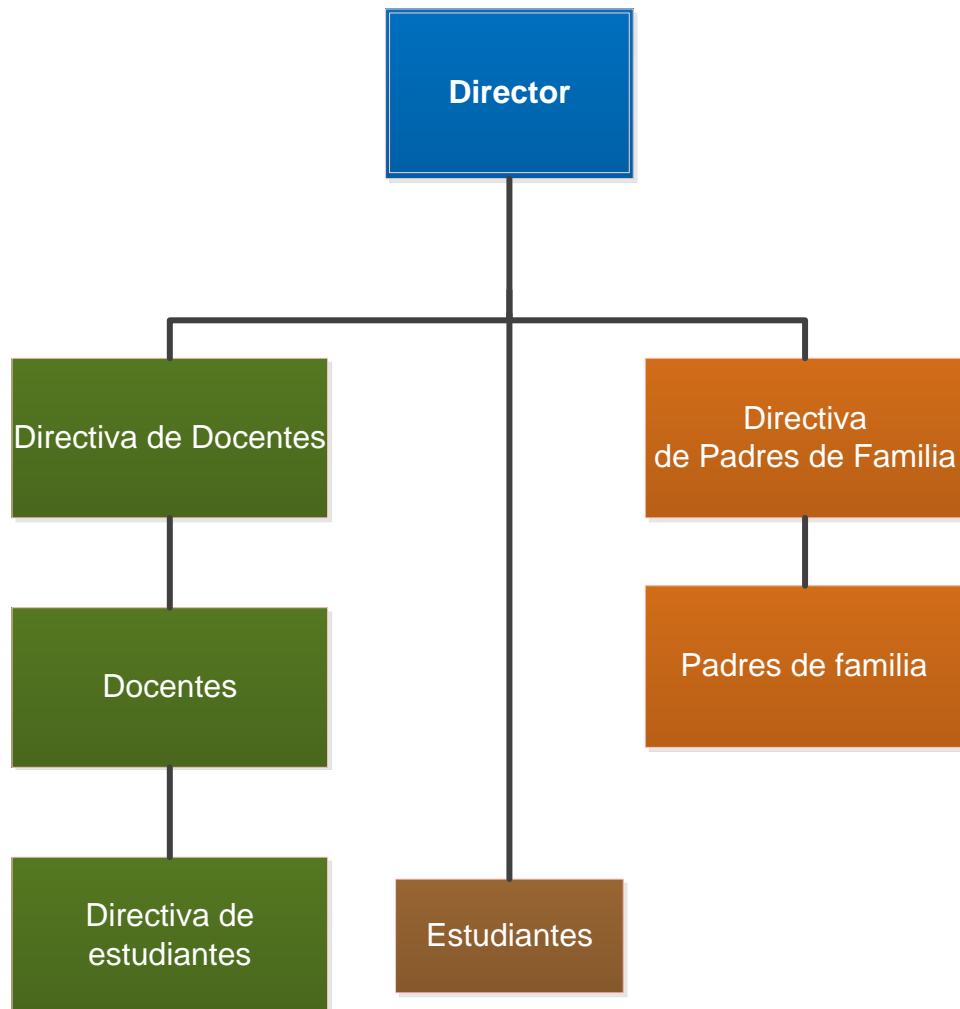 Director
Directiva de Docentes
Directiva
de Padres de Familia
Docentes
Padres de familia
Directiva de
estudiantes
Estudiantes